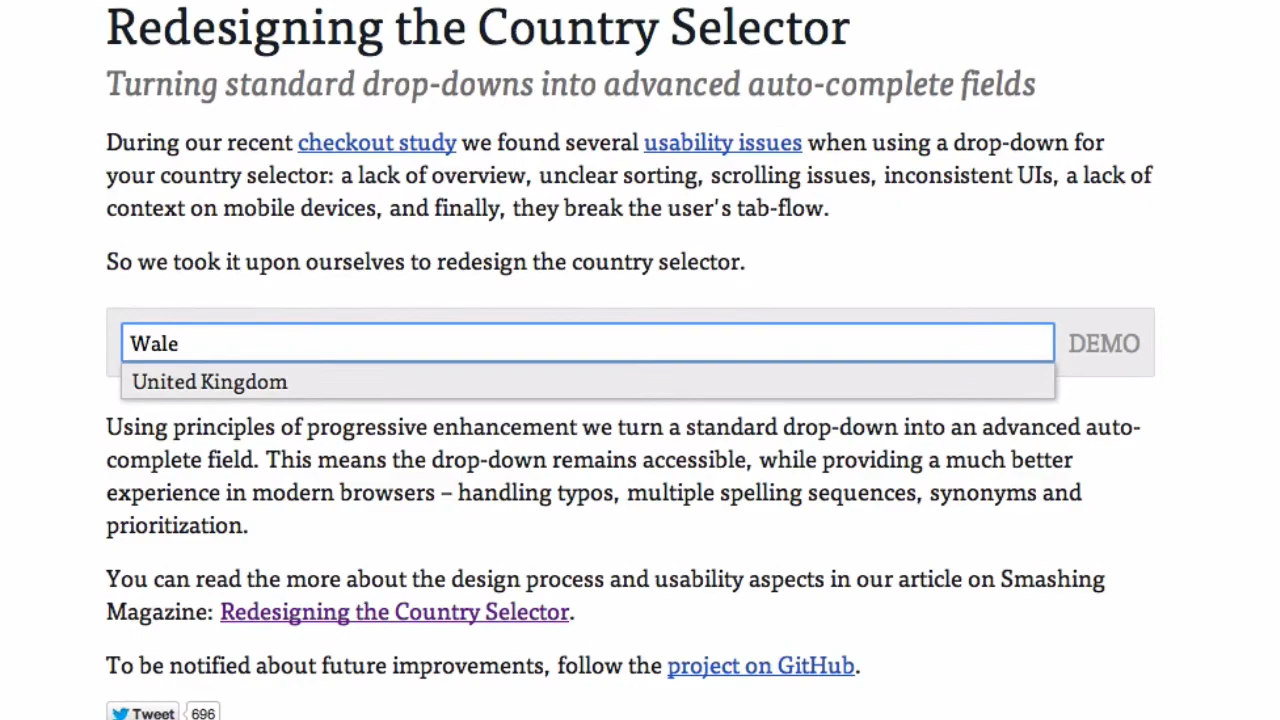 Redesigning the Country Selector
Turning standard drop-downs into advanced auto-complete fields
During our recent checkout study we found several usability issues when using a drop-down for
your country selector: a lack of overview, unclear sorting, scrolling issues, inconsistent UIs, a lack of
context on mobile devices, and finally, they break the user's tab-flow.
So we took it upon ourselves to redesign the country selector.
Wale
DEMO
United Kingdom
Using principles of progressive enhancement we turn a standard drop-down into an advanced auto-
complete field. This means the drop-down remains accessible, while providing a much better
experience in modern browsers – handling typos, multiple spelling sequences, synonyms and
prioritization.
You can read the more about the design process and usability aspects in our article on Smashing
Magazine: Redesigning the Country Selector.
To be notified about future improvements, follow the project on GitHub.
Tweet 696